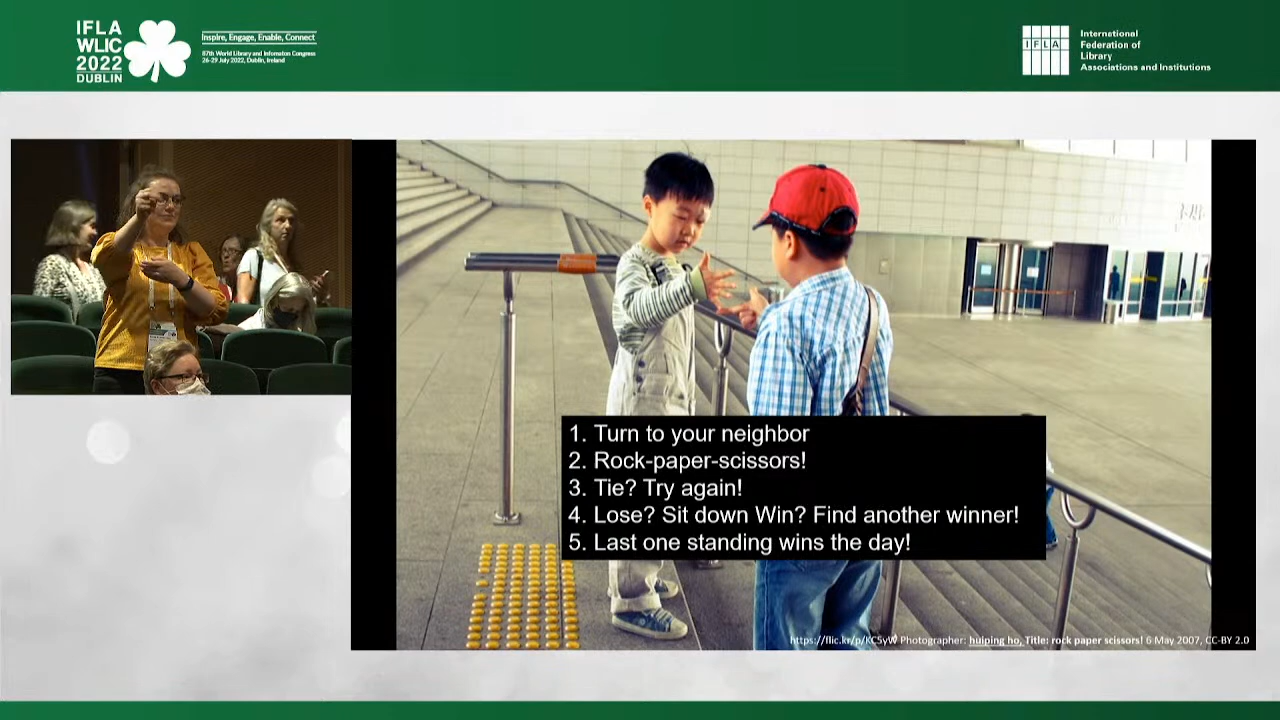 IFLA
WLIC
2022
DUBLIN
Inspire, Engage, Enable, Connect
87th World Library and Infomation Congress
26-29 July 2022, Dublin, Ireland
IFLA
International
Federation of
Library
Associations and Institutions
1. Turn to your neighbor
2. Rock-paper-scissors!
3. Tie? Try again!
4. Lose? Sit down Win? Find another winner!
5. Last one standing wins the day!
https://flic.kr/p/KC5yW Photographer: huiping ho, Title: rock paper scissors! 6 May 2007, CC-BY 2.0